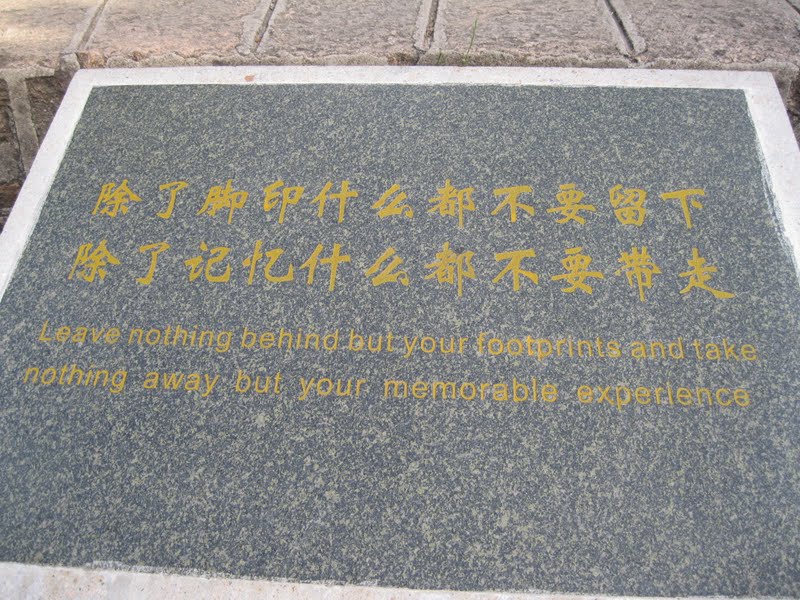 除了脚印什么都不要留下
除了记忆什么都不要带走
Leave nothing behind but your footprints and take
nothing away but your memorable experience